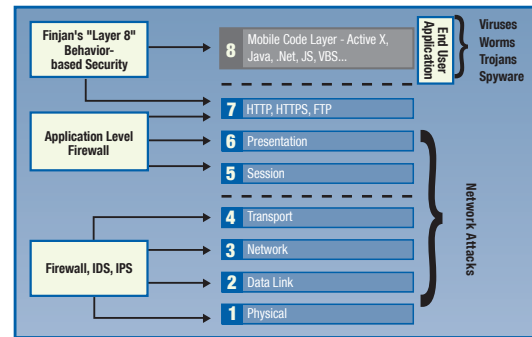 Finjan's "Layer 8"
Behavior-
based Security
8 Mobile Code Layer - Active X,
Java, .Net, JS, VBS...
End User
Application
Viruses
Worms
Trojans
Spyware
7 HTTP, HTTPS, FTP
Application Level
Firewall
6 Presentation
5 Session
4 Transport
3 Network
Firewall, IDS, IPS
2 Data Link
1 Physical
Network Attacks